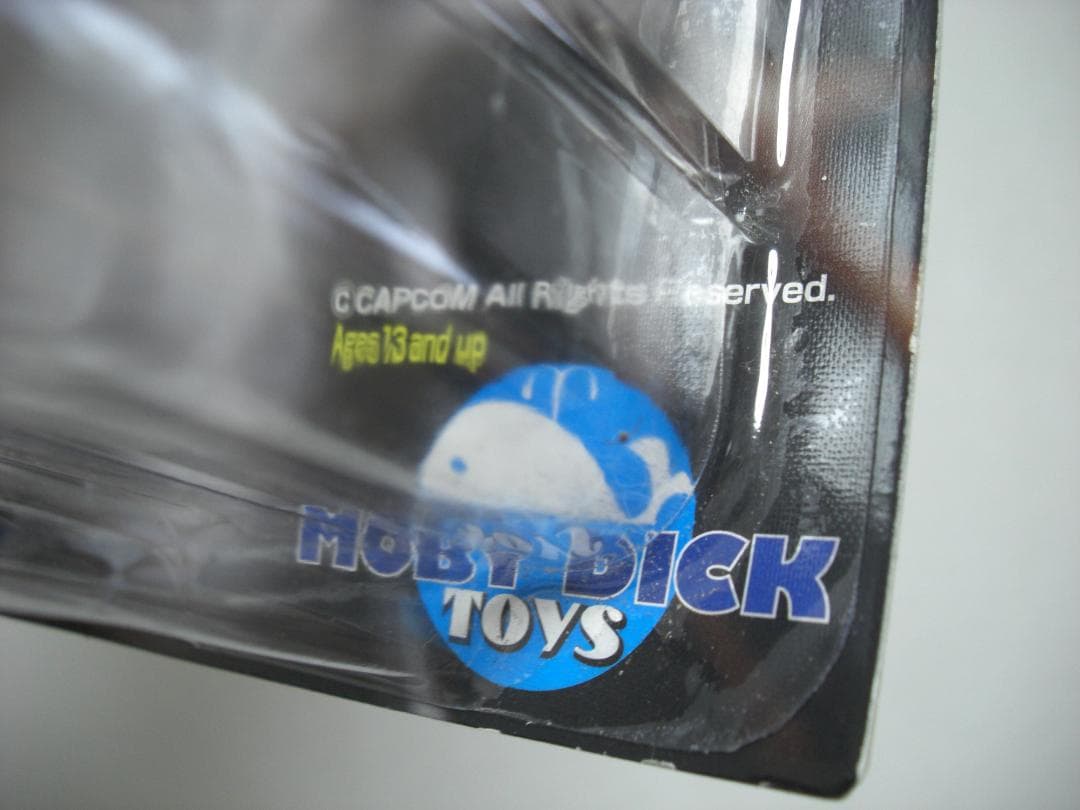 © CAPCOM All Rights Reserved.
Ages 13 and up
MOBY DICK
TOYS